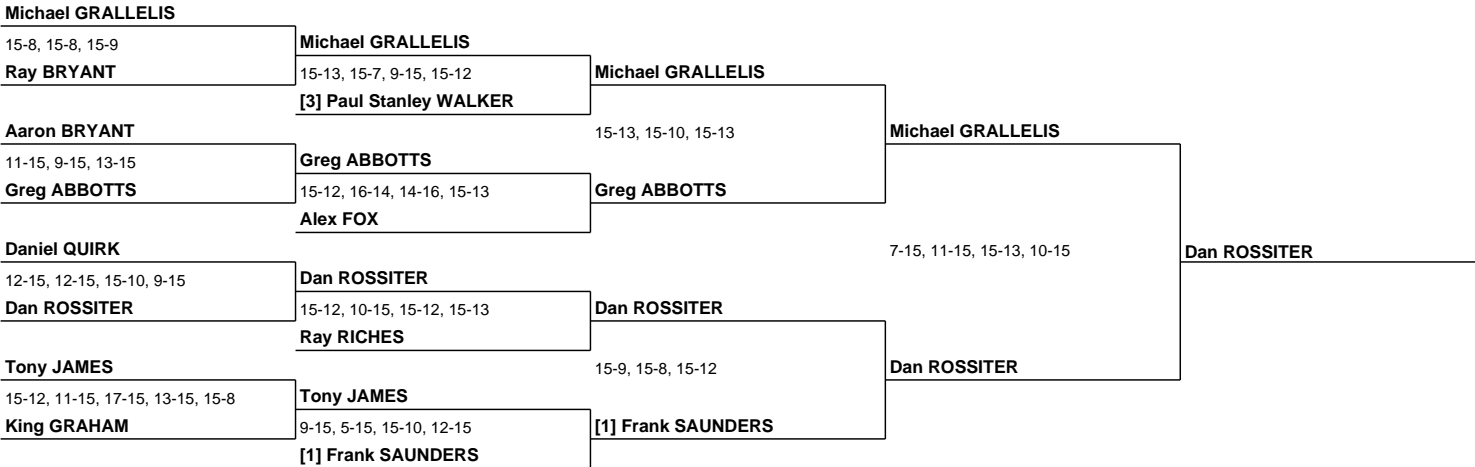 Michael GRALLELIS
15-8, 15-8, 15-9
Ray BRYANT
Aaron BRYANT
11-15, 9-15, 13-15
Greg ABBOTTS
Daniel QUIRK
12-15, 12-15, 15-10, 9-15
Dan ROSSITER
Tony JAMES
15-12, 11-15, 17-15, 13-15, 15-8
King GRAHAM
Michael GRALLELIS
15-13, 15-7, 9-15, 15-12
[3] Paul Stanley WALKER
Greg ABBOTTS
15-12, 16-14, 14-16, 15-13
Alex FOX
Dan ROSSITER
15-12, 10-15, 15-12, 15-13
Ray RICHES
Tony JAMES
9-15, 5-15, 15-10, 12-15
[1] Frank SAUNDERS
Michael GRALLELIS
15-13, 15-10, 15-13
Greg ABBOTTS
Dan ROSSITER
15-9, 15-8, 15-12
[1] Frank SAUNDERS
Michael GRALLELIS
7-15, 11-15, 15-13, 10-15
Dan ROSSITER
Dan ROSSITER